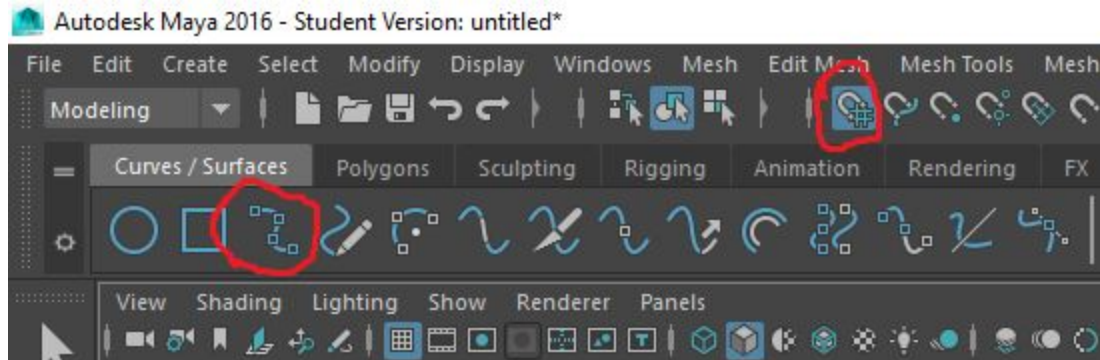 Autodesk Maya 2016 - Student Version: untitled*
File Edit Create Select Modify Display Windows Mesh Edit Mesh Mesh Tools Mesh
Modeling
Curves / Surfaces Polygons Sculpting Rigging Animation Rendering FX
View Shading Lighting Show Renderer Panels